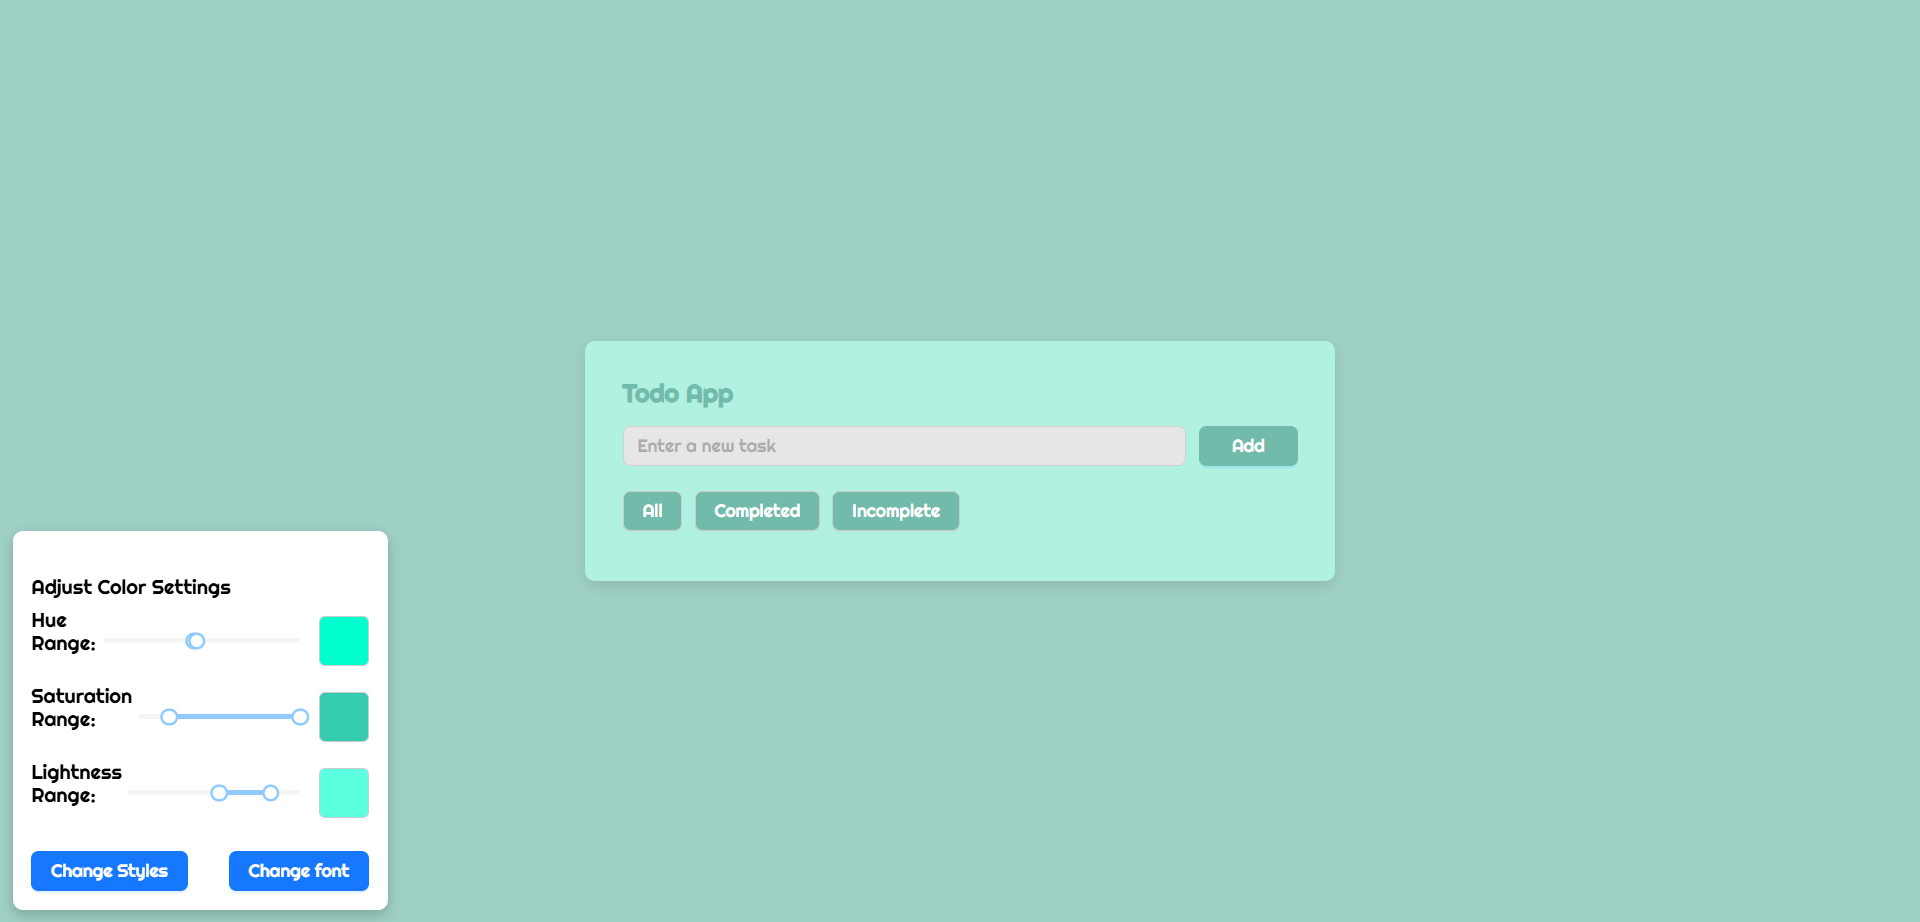 Todo App
Enter a new task
Add
All
Completed
Incomplete
Adjust Color Settings
Hue
Range:
Saturation
Range:
Lightness
Range:
Change Styles
Change font